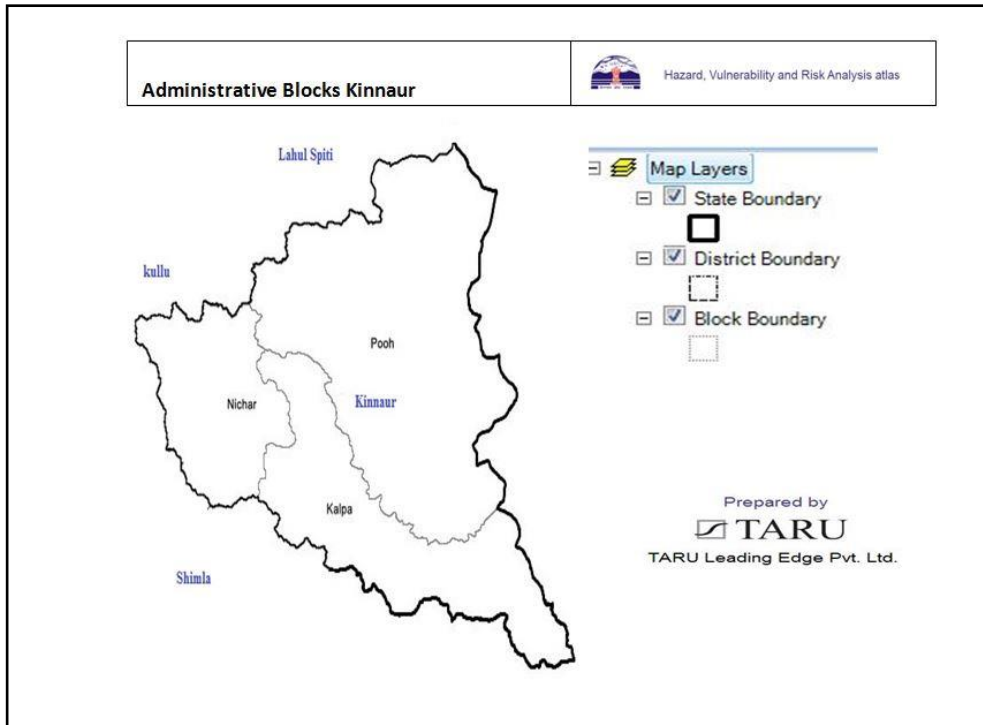 Administrative Blocks Kinnaur
Hazard, Vulnerability and Risk Analysis atlas
Lahul Spiti
kullu
Pooh
Nichar
Kinnaur
Kalpa
Shimla
Map Layers
State Boundary
District Boundary
Block Boundary
Prepared by
TARU
TARU Leading Edge Pvt. Ltd.